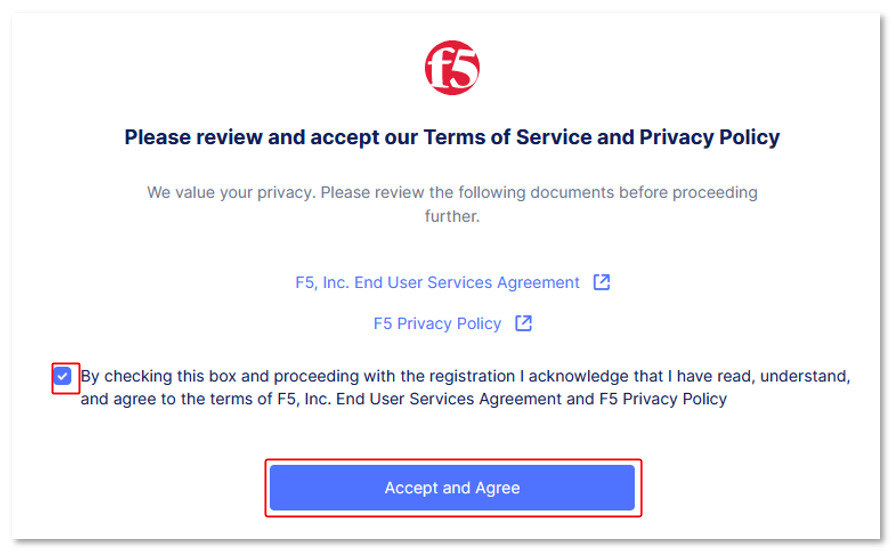 f5
Please review and accept our Terms of Service and Privacy Policy
We value your privacy. Please review the following documents before proceeding
further.
F5, Inc. End User Services Agreement
F5 Privacy Policy
By checking this box and proceeding with the registration I acknowledge that I have read, understand,
and agree to the terms of F5, Inc. End User Services Agreement and F5 Privacy Policy
Accept and Agree